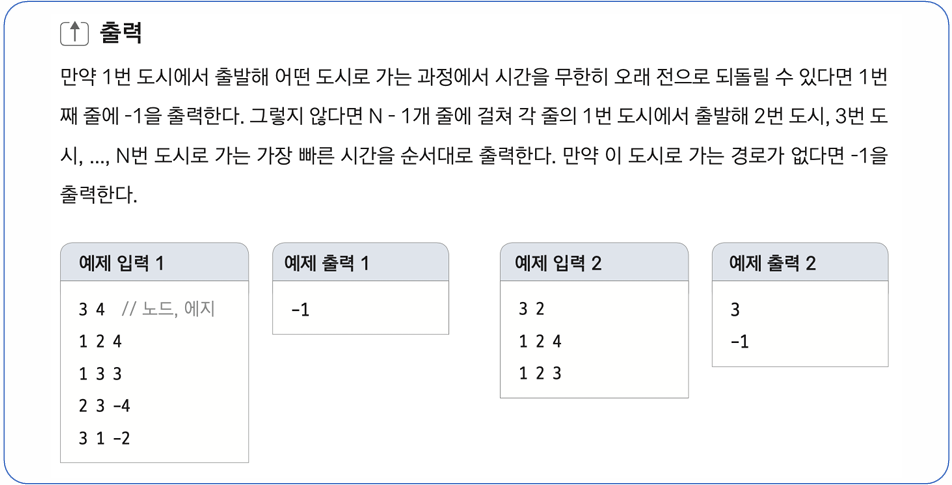 출력
만약 1번 도시에서 출발해 어떤 도시로 가는 과정에서 시간을 무한히 오래 전으로 되돌릴 수 있다면 1번
째 줄에 -1을 출력한다. 그렇지 않다면 N - 1개 줄에 걸쳐 각 줄의 1번 도시에서 출발해 2번 도시, 3번 도
시, ..., N번 도시로 가는 가장 빠른 시간을 순서대로 출력한다. 만약 이 도시로 가는 경로가 없다면 -1을
출력한다.
예제 입력 1
3 4 // 노드, 에지
1 2 4
1 3 3
2 3 -4
3 1 -2
예제 출력 1
-1
예제 입력 2
3 2
1 2 4
1 2 3
예제 출력 2
3
-1